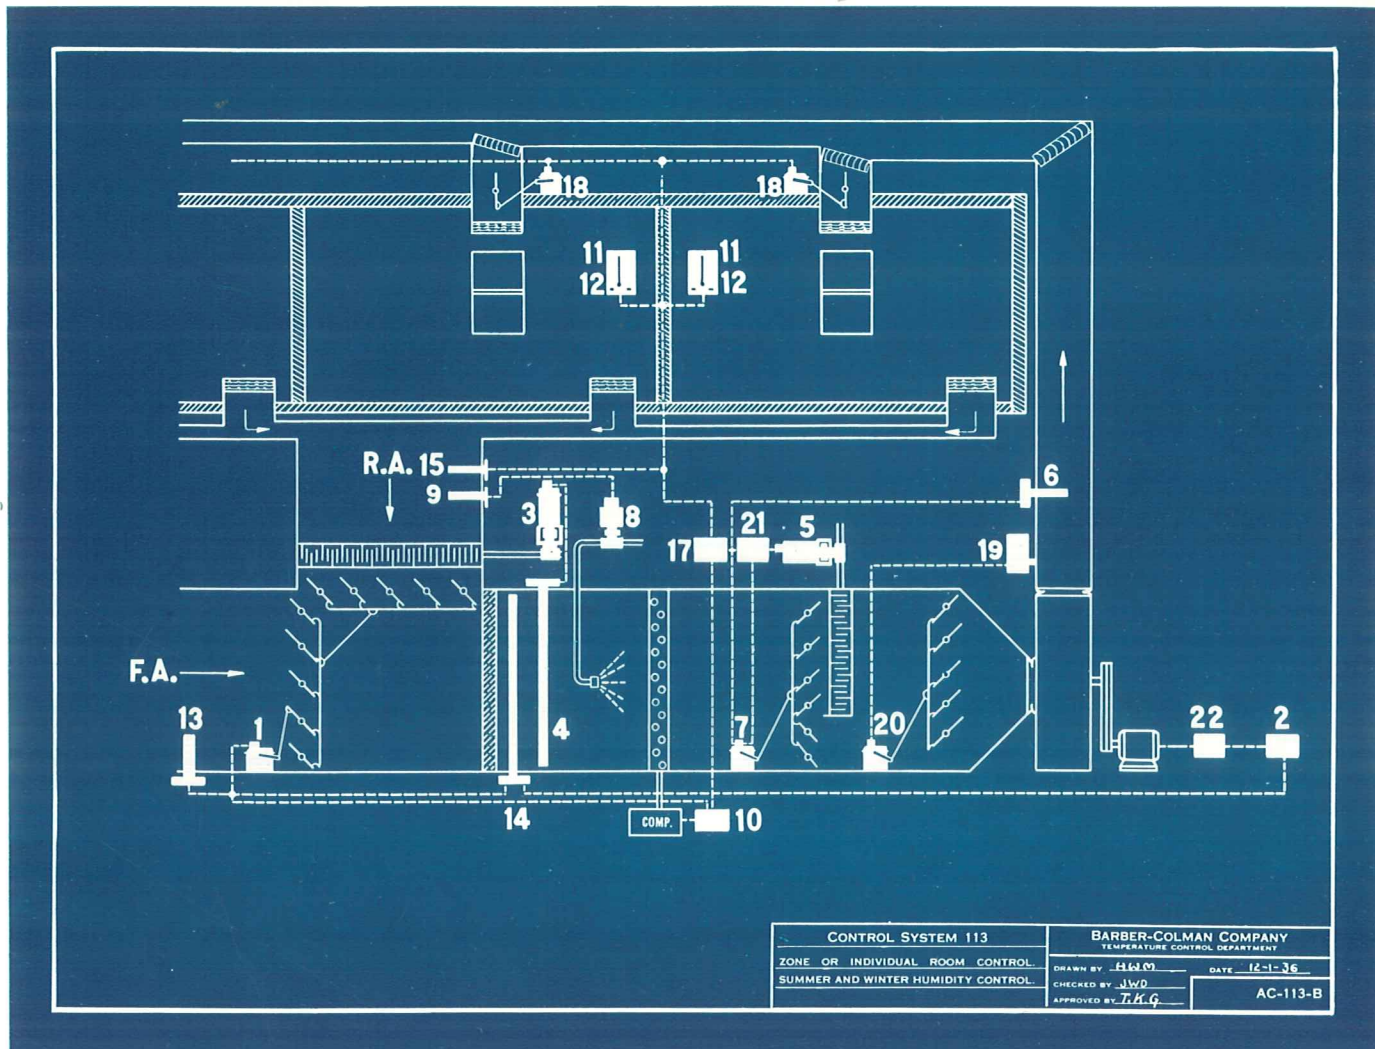 18
18
11
11
12
12
R.A. 15
9
3
8
21
5
6
17
19
F.A.
13
1
4
7
20
22
2
14
COMP.
10
CONTROL SYSTEM 113
ZONE OR INDIVIDUAL ROOM CONTROL.
SUMMER AND WINTER HUMIDITY CONTROL.
BARBER-COLMAN COMPANY
TEMPERATURE CONTROL DEPARTMENT
DRAWN BY H.W.M DATE 12-1-36
CHECKED BY JWD
APPROVED BY T.K.G. AC-113-B